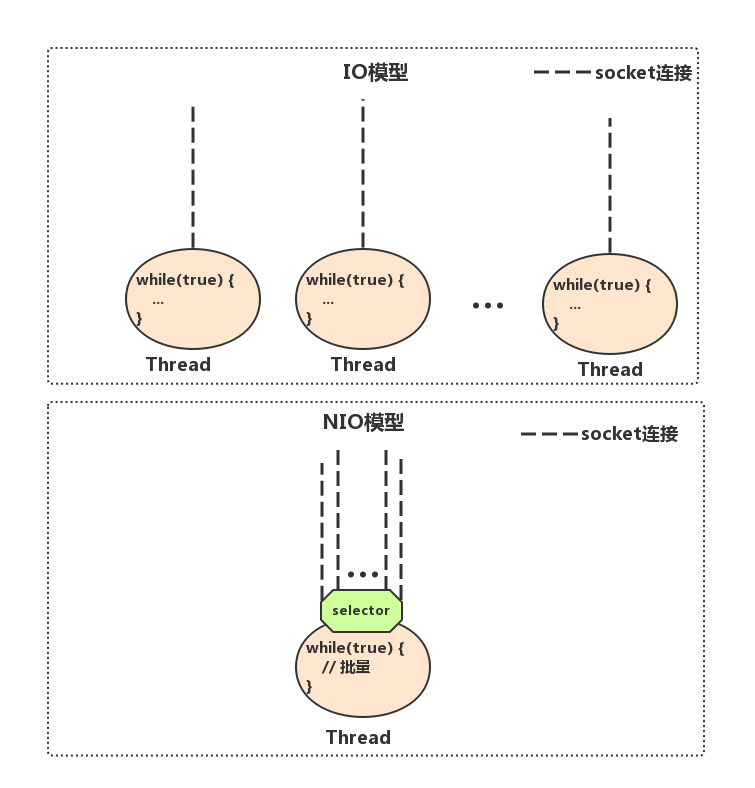 IO模型
socket连接
while(true) {
...
}
Thread
while(true) {
...
}
Thread
...
while(true) {
...
}
Thread
NIO模型
socket连接
...
selector
while(true) {
// 批量
}
Thread